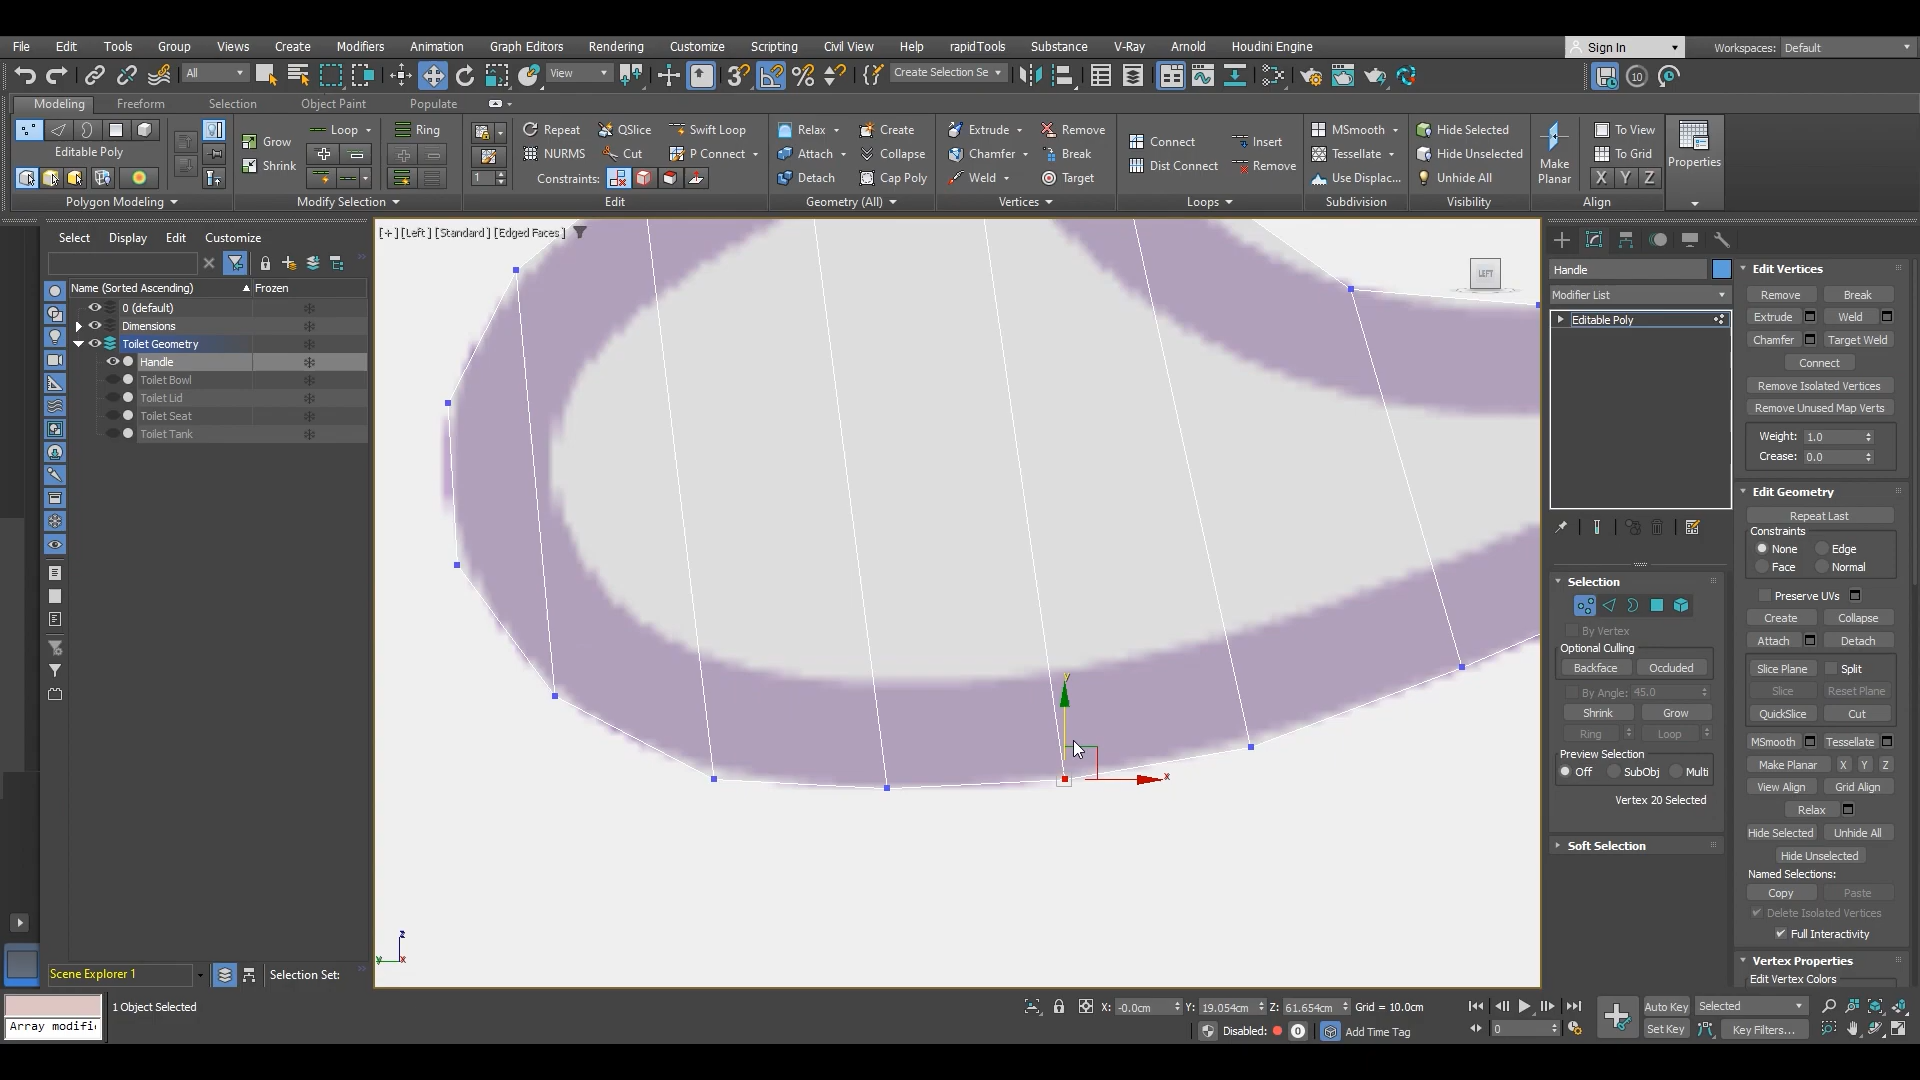 File Edit Tools Group Views Create Modifiers Animation Graph Editors Rendering Customize Scripting Civil View Help rapidTools Substance V-Ray Arnold Houdini Engine Sign In Workspaces: Default
All View Create Selection Se 10
Modeling Freeform Selection Object Paint Populate
Loop Ring Repeat QSlice Swift Loop Relax Create Extrude Remove MSmooth Hide Selected To View
Grow Connect Insert
Editable Poly NURMS Cut P Connect Attach Collapse Chamfer Break Tessellate Hide Unselected To Grid Make Planar Properties
Shrink Dist Connect Remove
1 Constraints: Detach Cap Poly Weld Target Use Displac... Unhide All X Y Z
Polygon Modeling Modify Selection Edit Geometry (All) Vertices Loops Subdivision Visibility Align
Select Display Edit Customize
Name (Sorted Ascending) Frozen
0 (default)
Dimensions
Toilet Geometry
Handle
Toilet Bowl
Toilet Lid
Toilet Seat
Toilet Tank
Scene Explorer 1 Selection Set:
[+][Left][Standard][Edged Faces]
LEFT
y
x
z
y x
Handle
Modifier List
Editable Poly
Selection
By Vertex
Optional Culling
Backface Occluded
By Angle: 45.0
Shrink Grow
Ring Loop
Preview Selection
Off SubObj Multi
Vertex 20 Selected
Soft Selection
Edit Vertices
Remove Break
Extrude Weld
Chamfer Target Weld
Connect
Remove Isolated Vertices
Remove Unused Map Verts
Weight: 1.0
Crease: 0.0
Edit Geometry
Repeat Last
Constraints
None Edge
Face Normal
Preserve UVs
Create Collapse
Attach Detach
Slice Plane Split
Slice Reset Plane
QuickSlice Cut
MSmooth Tessellate
Make Planar X Y Z
View Align Grid Align
Relax
Hide Selected Unhide All
Hide Unselected
Named Selections:
Copy Paste
Delete Isolated Vertices
Full Interactivity
Vertex Properties
Edit Vertex Colors
1 Object Selected X: -0.0cm Y: 19.054cm Z: 61.654cm Grid = 10.0cm Auto Key Selected
Array modifi Disabled: 0 Add Time Tag 0 Set Key Key Filters...